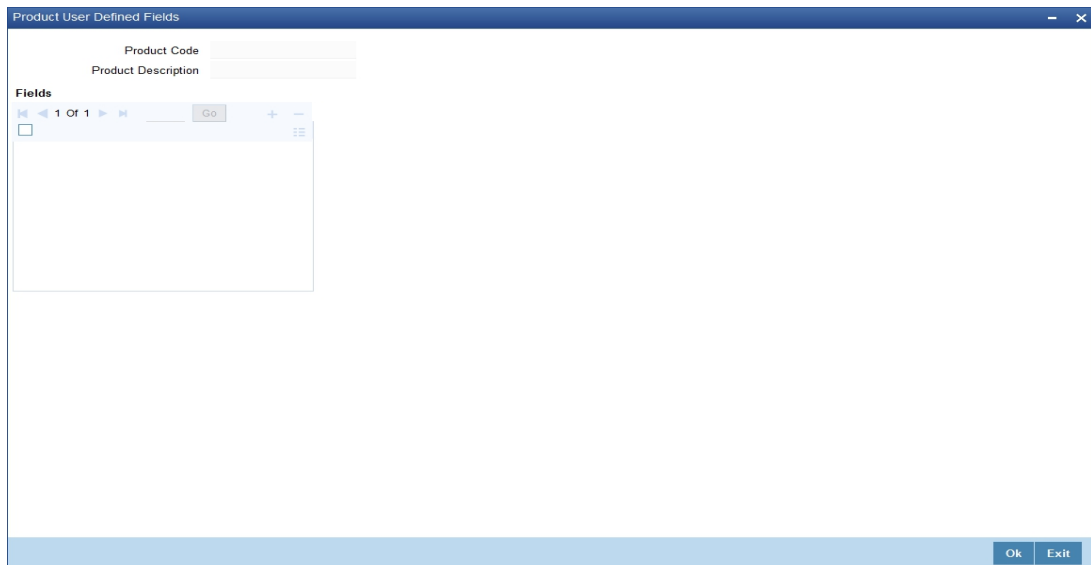 Product User Defined Fields
Product Code
Product Description
Fields
1 Of 1 Go
Ok Exit